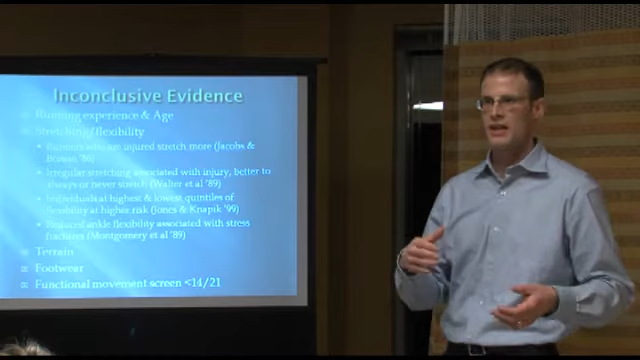 Inconclusive Evidence
Running experience & Age
Stretching/flexibility
Runners who are injured stretch more (Jacobs &
'86)
Irregular stretching associated with injury, better to
always or never stretch (Walter et al '89)
Individuals at highest & lowest quintiles of
flexibility at higher risk (Jones & Knapik '99)
Reduced ankle flexibility associated with stress
fractures (Montgomery et al '89)
Terrain
Footwear
Functional movement screen <14/21